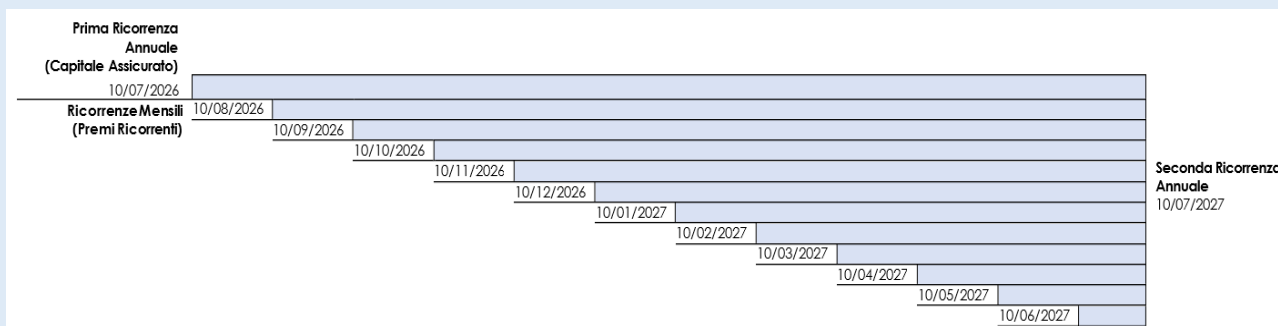 Prima Ricorrenza
Annuale
(Capitale Assicurato)
10/07/2026
Ricorrenze Mensili
(Premi Ricorrenti)
10/08/2026
10/09/2026
10/10/2026
10/11/2026
10/12/2026
10/01/2027
10/02/2027
10/03/2027
10/04/2027
10/05/2027
10/06/2027
Seconda Ricorrenza
Annuale
10/07/2027